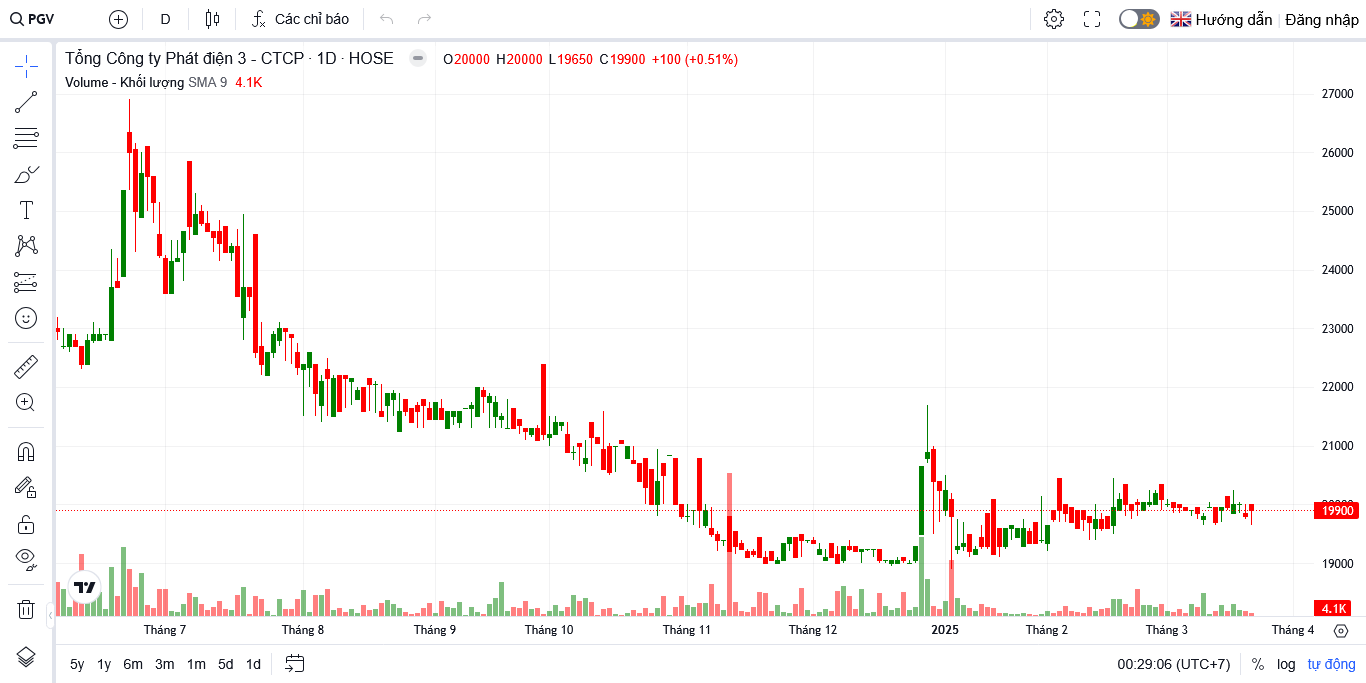 PGV D Các chỉ báo Hướng dẫn Đăng nhập
Tổng Công ty Phát điện 3 - CTCP · 1D · HOSE O20000 H20000 L19650 C19900 +100 (+0.51%)
Volume - Khối lượng SMA 9 4.1K
27000
26000
25000
24000
23000
22000
21000
20000
19900
19000
4.1K
Tháng 7 Tháng 8 Tháng 9 Tháng 10 Tháng 11 Tháng 12 2025 Tháng 2 Tháng 3 Tháng 4
5y 1y 6m 3m 1m 5d 1d 00:29:06 (UTC+7) % log tự động